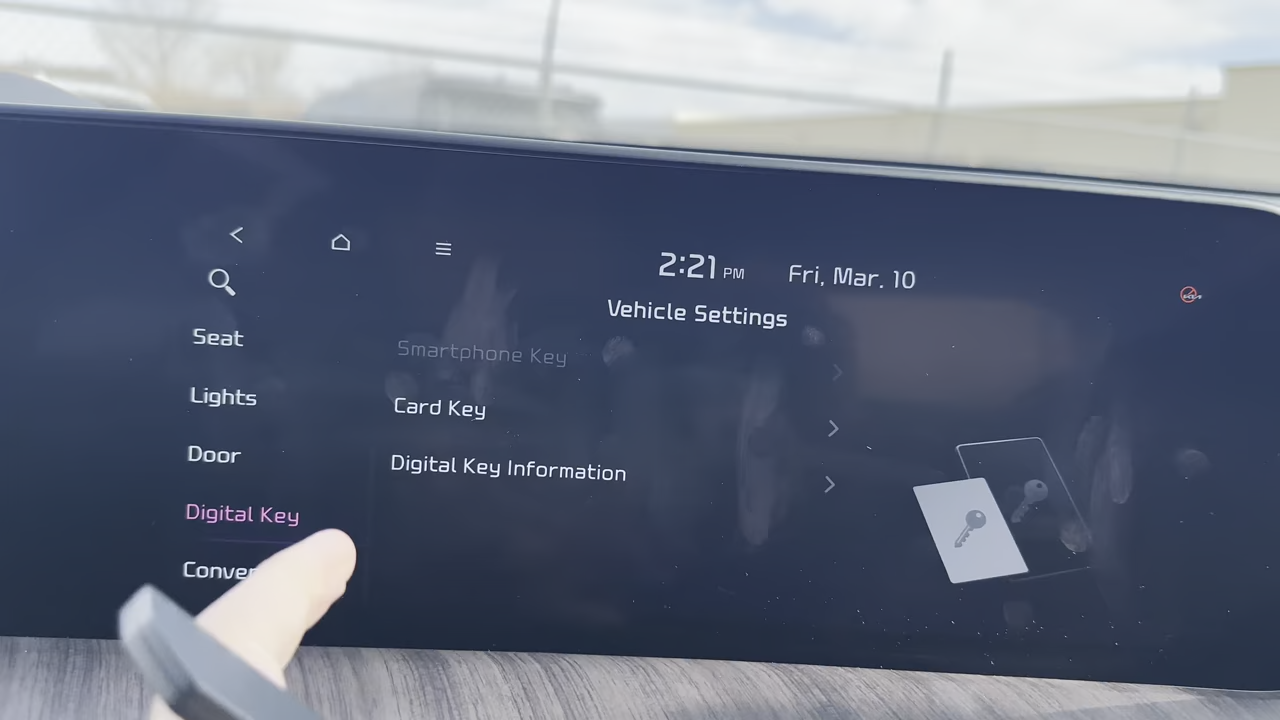 2:21 PM Fri, Mar. 10
Vehicle Settings
Seat
Lights
Door
Digital Key
Smartphone Key
Card Key
Digital Key Information